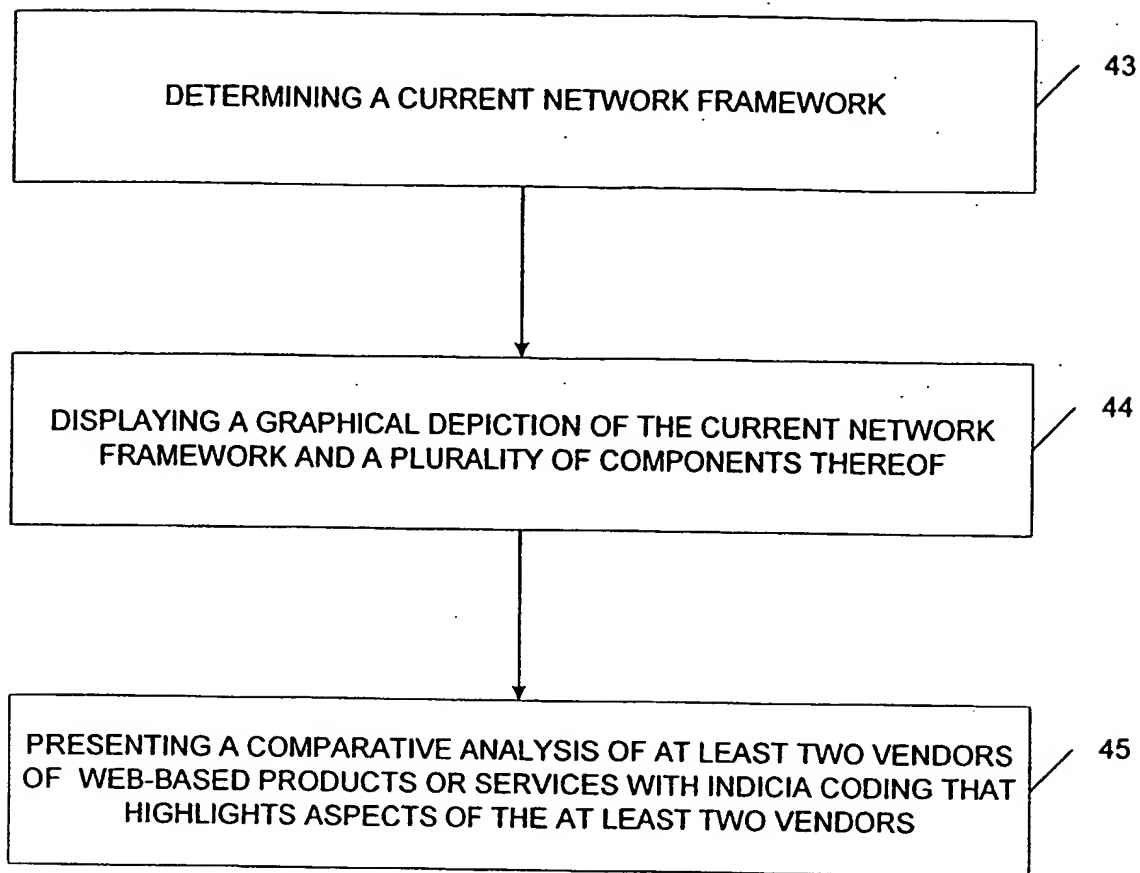 DETERMINING A CURRENT NETWORK FRAMEWORK
43
DISPLAYING A GRAPHICAL DEPICTION OF THE CURRENT NETWORK
FRAMEWORK AND A PLURALITY OF COMPONENTS THEREOF
44
PRESENTING A COMPARATIVE ANALYSIS OF AT LEAST TWO VENDORS
OF WEB-BASED PRODUCTS OR SERVICES WITH INDICIA CODING THAT
HIGHLIGHTS ASPECTS OF THE AT LEAST TWO VENDORS
45